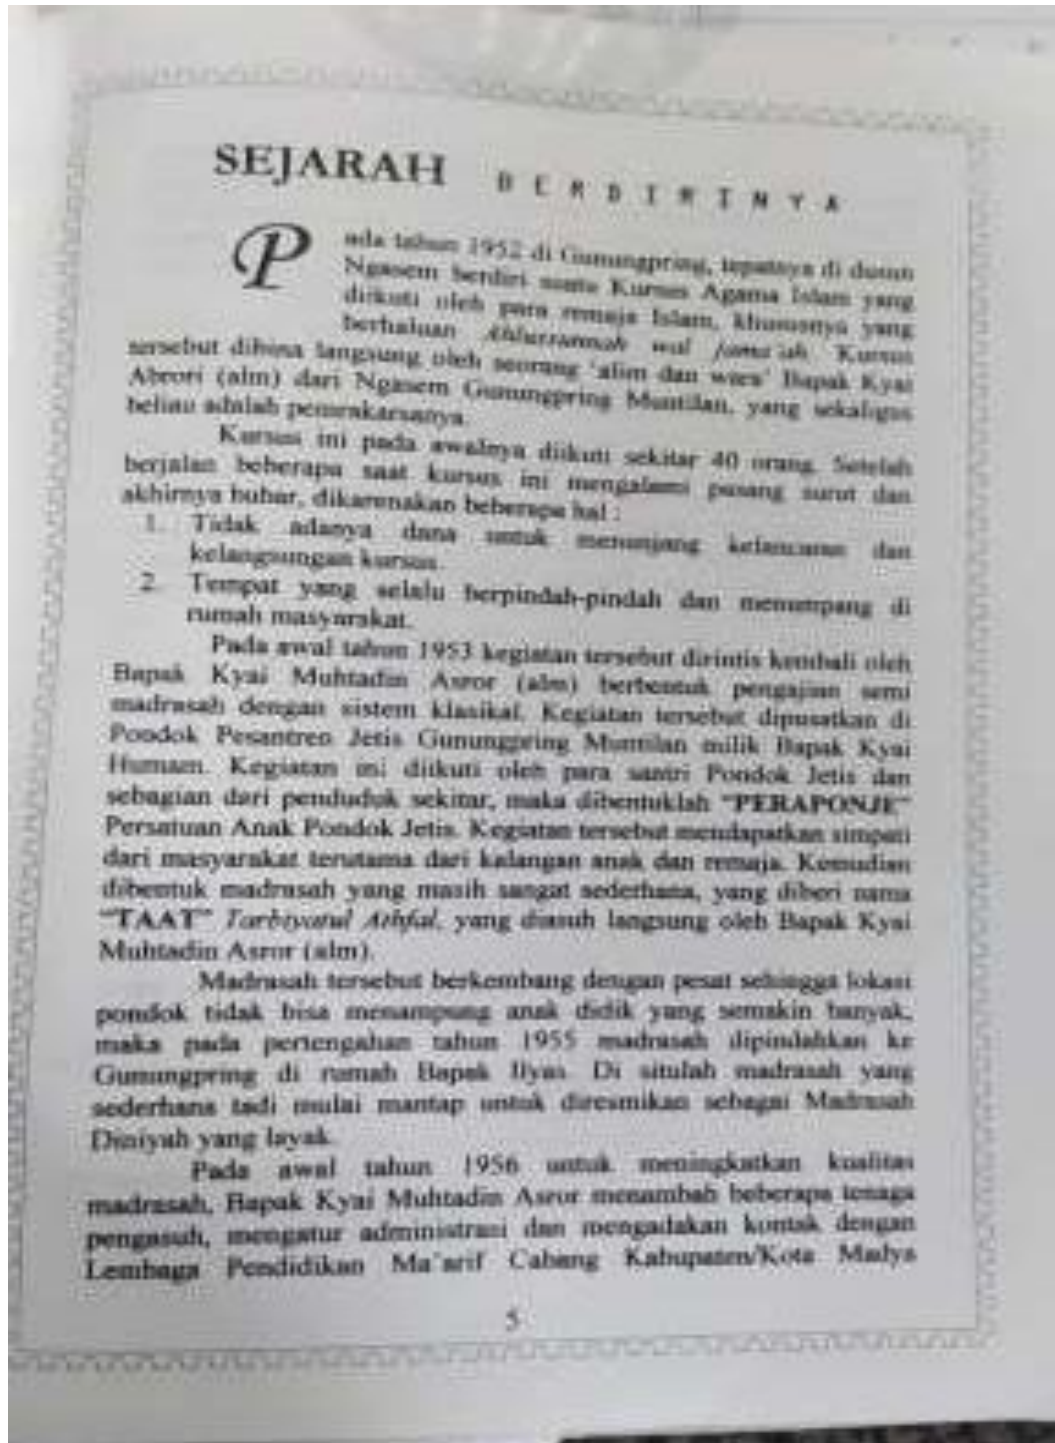 SEJARAH BERDIRINYA
Pada tahun 1952 di Gunungpring, tepatnya di dusun
Ngasem berdiri suatu Kursus Agama Islam yang
diikuti oleh para remaja Islam, khususnya yang
berhaluan Ahlussunnah wal jama'ah. Kursus
tersebut dibina langsung oleh seorang 'alim dan wira' Bapak Kyai
Abrori (alm) dari Ngasem Gunungpring Muntilan, yang sekaligus
beliau adalah pemrakarsanya.
Kursus ini pada awalnya diikuti sekitar 40 orang. Setelah
berjalan beberapa saat kursus ini mengalami pasang surut dan
akhirnya bubar, dikarenakan beberapa hal :
1. Tidak adanya dana untuk menunjang kelancaran dan
kelangsungan kursus.
2. Tempat yang selalu berpindah-pindah dan menumpang di
rumah masyarakat.
Pada awal tahun 1953 kegiatan tersebut dirintis kembali oleh
Bapak Kyai Muhtadin Asror (alm) berbentuk pengajian semi
madrasah dengan sistem klasikal. Kegiatan tersebut dipusatkan di
Pondok Pesantren Jetis Gunungpring Muntilan milik Bapak Kyai
Humam. Kegiatan ini diikuti oleh para santri Pondok Jetis dan
sebagian dari penduduk sekitar, maka dibentuklah "PERAPONJE"
Persatuan Anak Pondok Jetis. Kegiatan tersebut mendapatkan simpati
dari masyarakat terutama dari kalangan anak dan remaja. Kemudian
dibentuk madrasah yang masih sangat sederhana, yang diberi nama
"TAAT" Tarbiyatul Athfal, yang diasuh langsung oleh Bapak Kyai
Muhtadin Asror (alm).
Madrasah tersebut berkembang dengan pesat sehingga lokasi
pondok tidak bisa menampung anak didik yang semakin banyak,
maka pada pertengahan tahun 1955 madrasah dipindahkan ke
Gunungpring di rumah Bapak Ilyas. Di situlah madrasah yang
sederhana tadi mulai mantap untuk diresmikan sebagai Madrasah
Diniyah yang layak.
Pada awal tahun 1956 untuk meningkatkan kualitas
madrasah, Bapak Kyai Muhtadin Asror menambah beberapa tenaga
pengasuh, mengatur administrasi dan mengadakan kontak dengan
Lembaga Pendidikan Ma'arif Cabang Kabupaten/Kota Madya
5